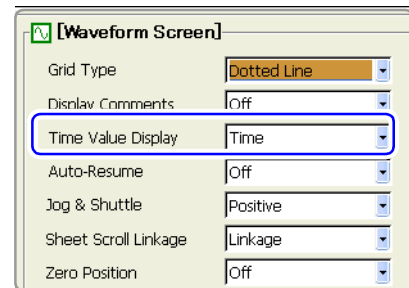 [Waveform Screen]
Grid Type Dotted Line
Display Comments Off
Time Value Display Time
Auto-Resume Off
Jog & Shuttle Positive
Sheet Scroll Linkage Linkage
Zero Position Off